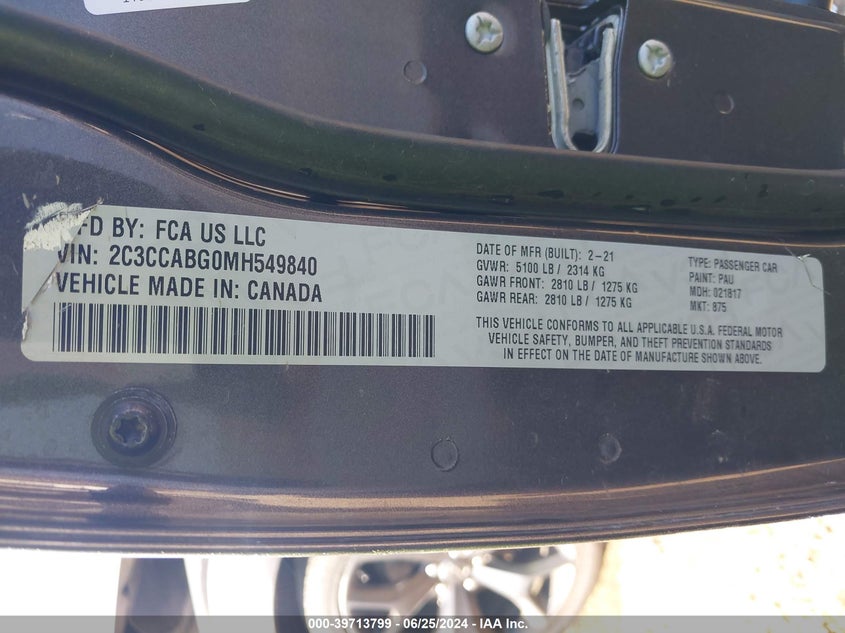 MFD BY: FCA US LLC
VIN: 2C3CCABG0MH549840
VEHICLE MADE IN: CANADA
DATE OF MFR (BUILT): 2-21
GVWR: 5100 LB / 2314 KG
GAWR FRONT: 2810 LB / 1275 KG
GAWR REAR: 2810 LB / 1275 KG
TYPE: PASSENGER CAR
PAINT: PAU
MDH: 021817
MKT: 875
THIS VEHICLE CONFORMS TO ALL APPLICABLE U.S.A. FEDERAL MOTOR
VEHICLE SAFETY, BUMPER, AND THEFT PREVENTION STANDARDS
IN EFFECT ON THE DATE OF MANUFACTURE SHOWN ABOVE.
000-39713799 - 06/25/2024 - IAA Inc.